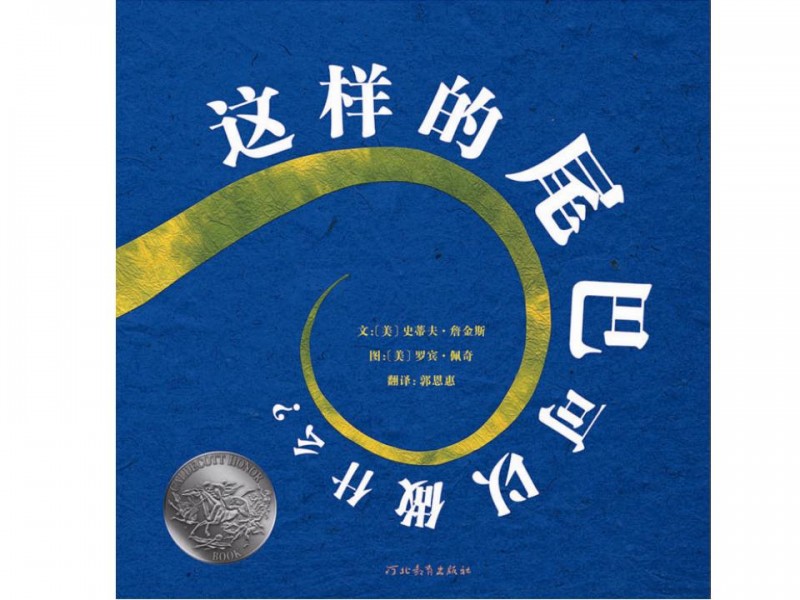 这样的尾巴可以做什么？
文：〔美〕史蒂夫·詹金斯
图：〔美〕罗宾·佩奇
翻译：郭恩惠
CALDECOTT HONOR
BOOK
河北教育出版社